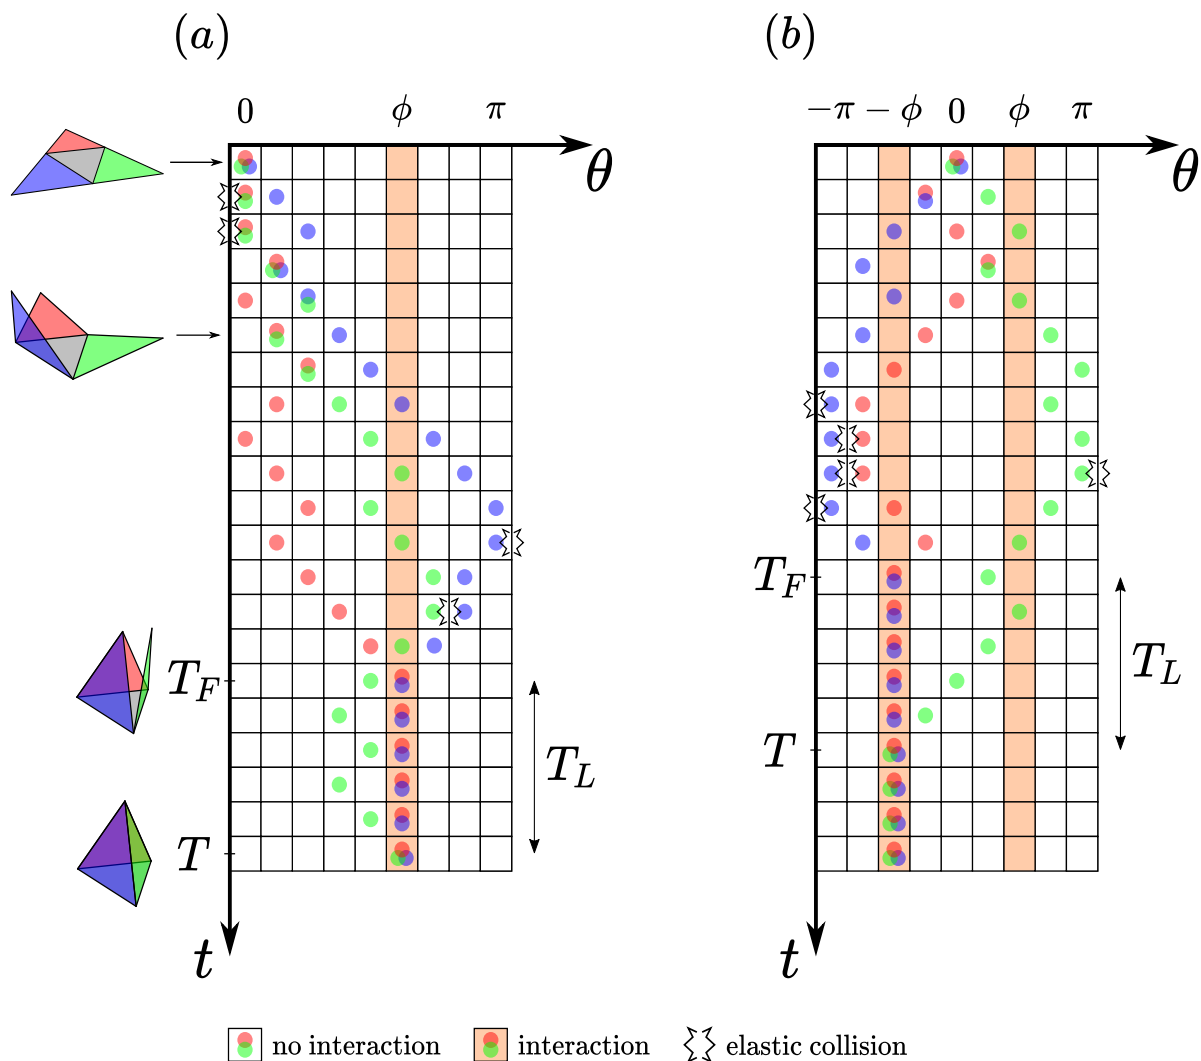 (a)
(b)
0 ϕ π
−π −ϕ 0 ϕ π
θ
θ
T_F
T_F
T_L
T_L
T
T
t
t
no interaction interaction elastic collision